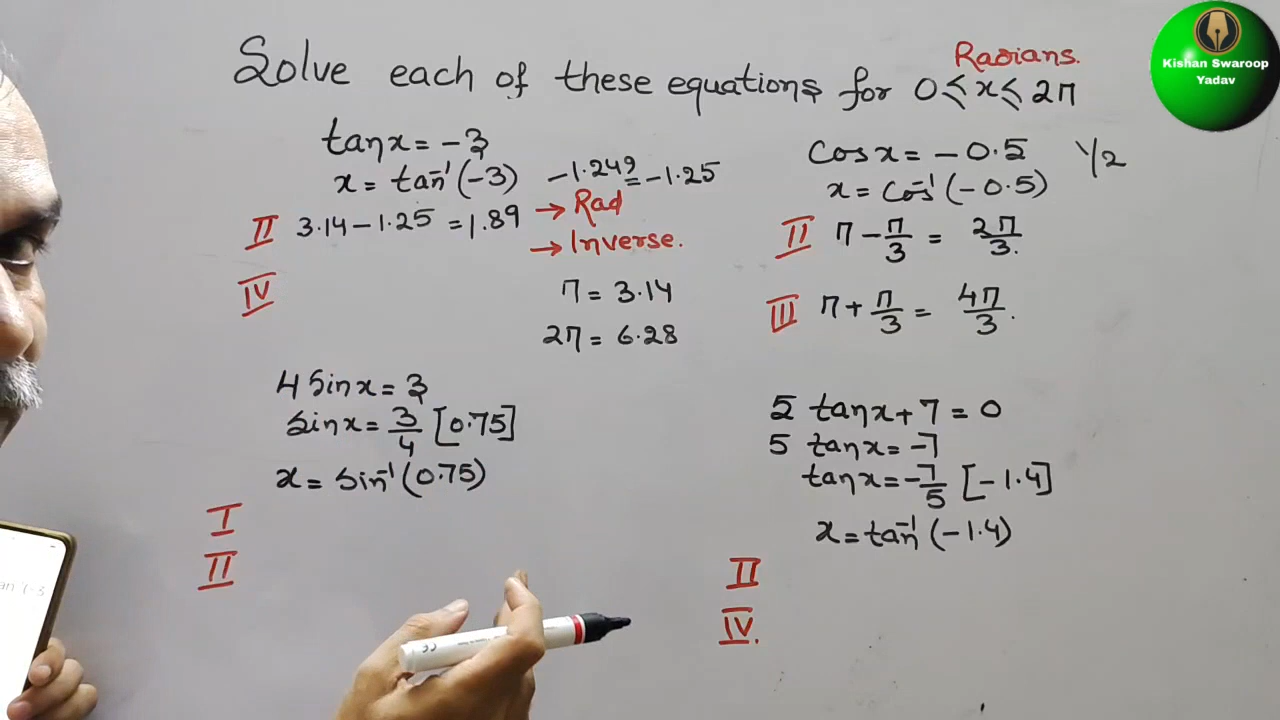 Solve each of these equations for 0 ≤ x ≤ 2π
Radians.
Kishan Swaroop
Yadav
tan x = -3
x = tan⁻¹(-3) -1.249 = -1.25
II 3.14 - 1.25 = 1.89 → Rad
→ Inverse.
IV
π = 3.14
2π = 6.28
cos x = -0.5 1/2
x = cos⁻¹(-0.5)
II π - π/3 = 2π/3.
III π + π/3 = 4π/3.
4 sin x = 3
sin x = 3/4 [0.75]
x = sin⁻¹(0.75)
I
II
5 tan x + 7 = 0
5 tan x = -7
tan x = -7/5 [-1.4]
x = tan⁻¹(-1.4)
II
IV.